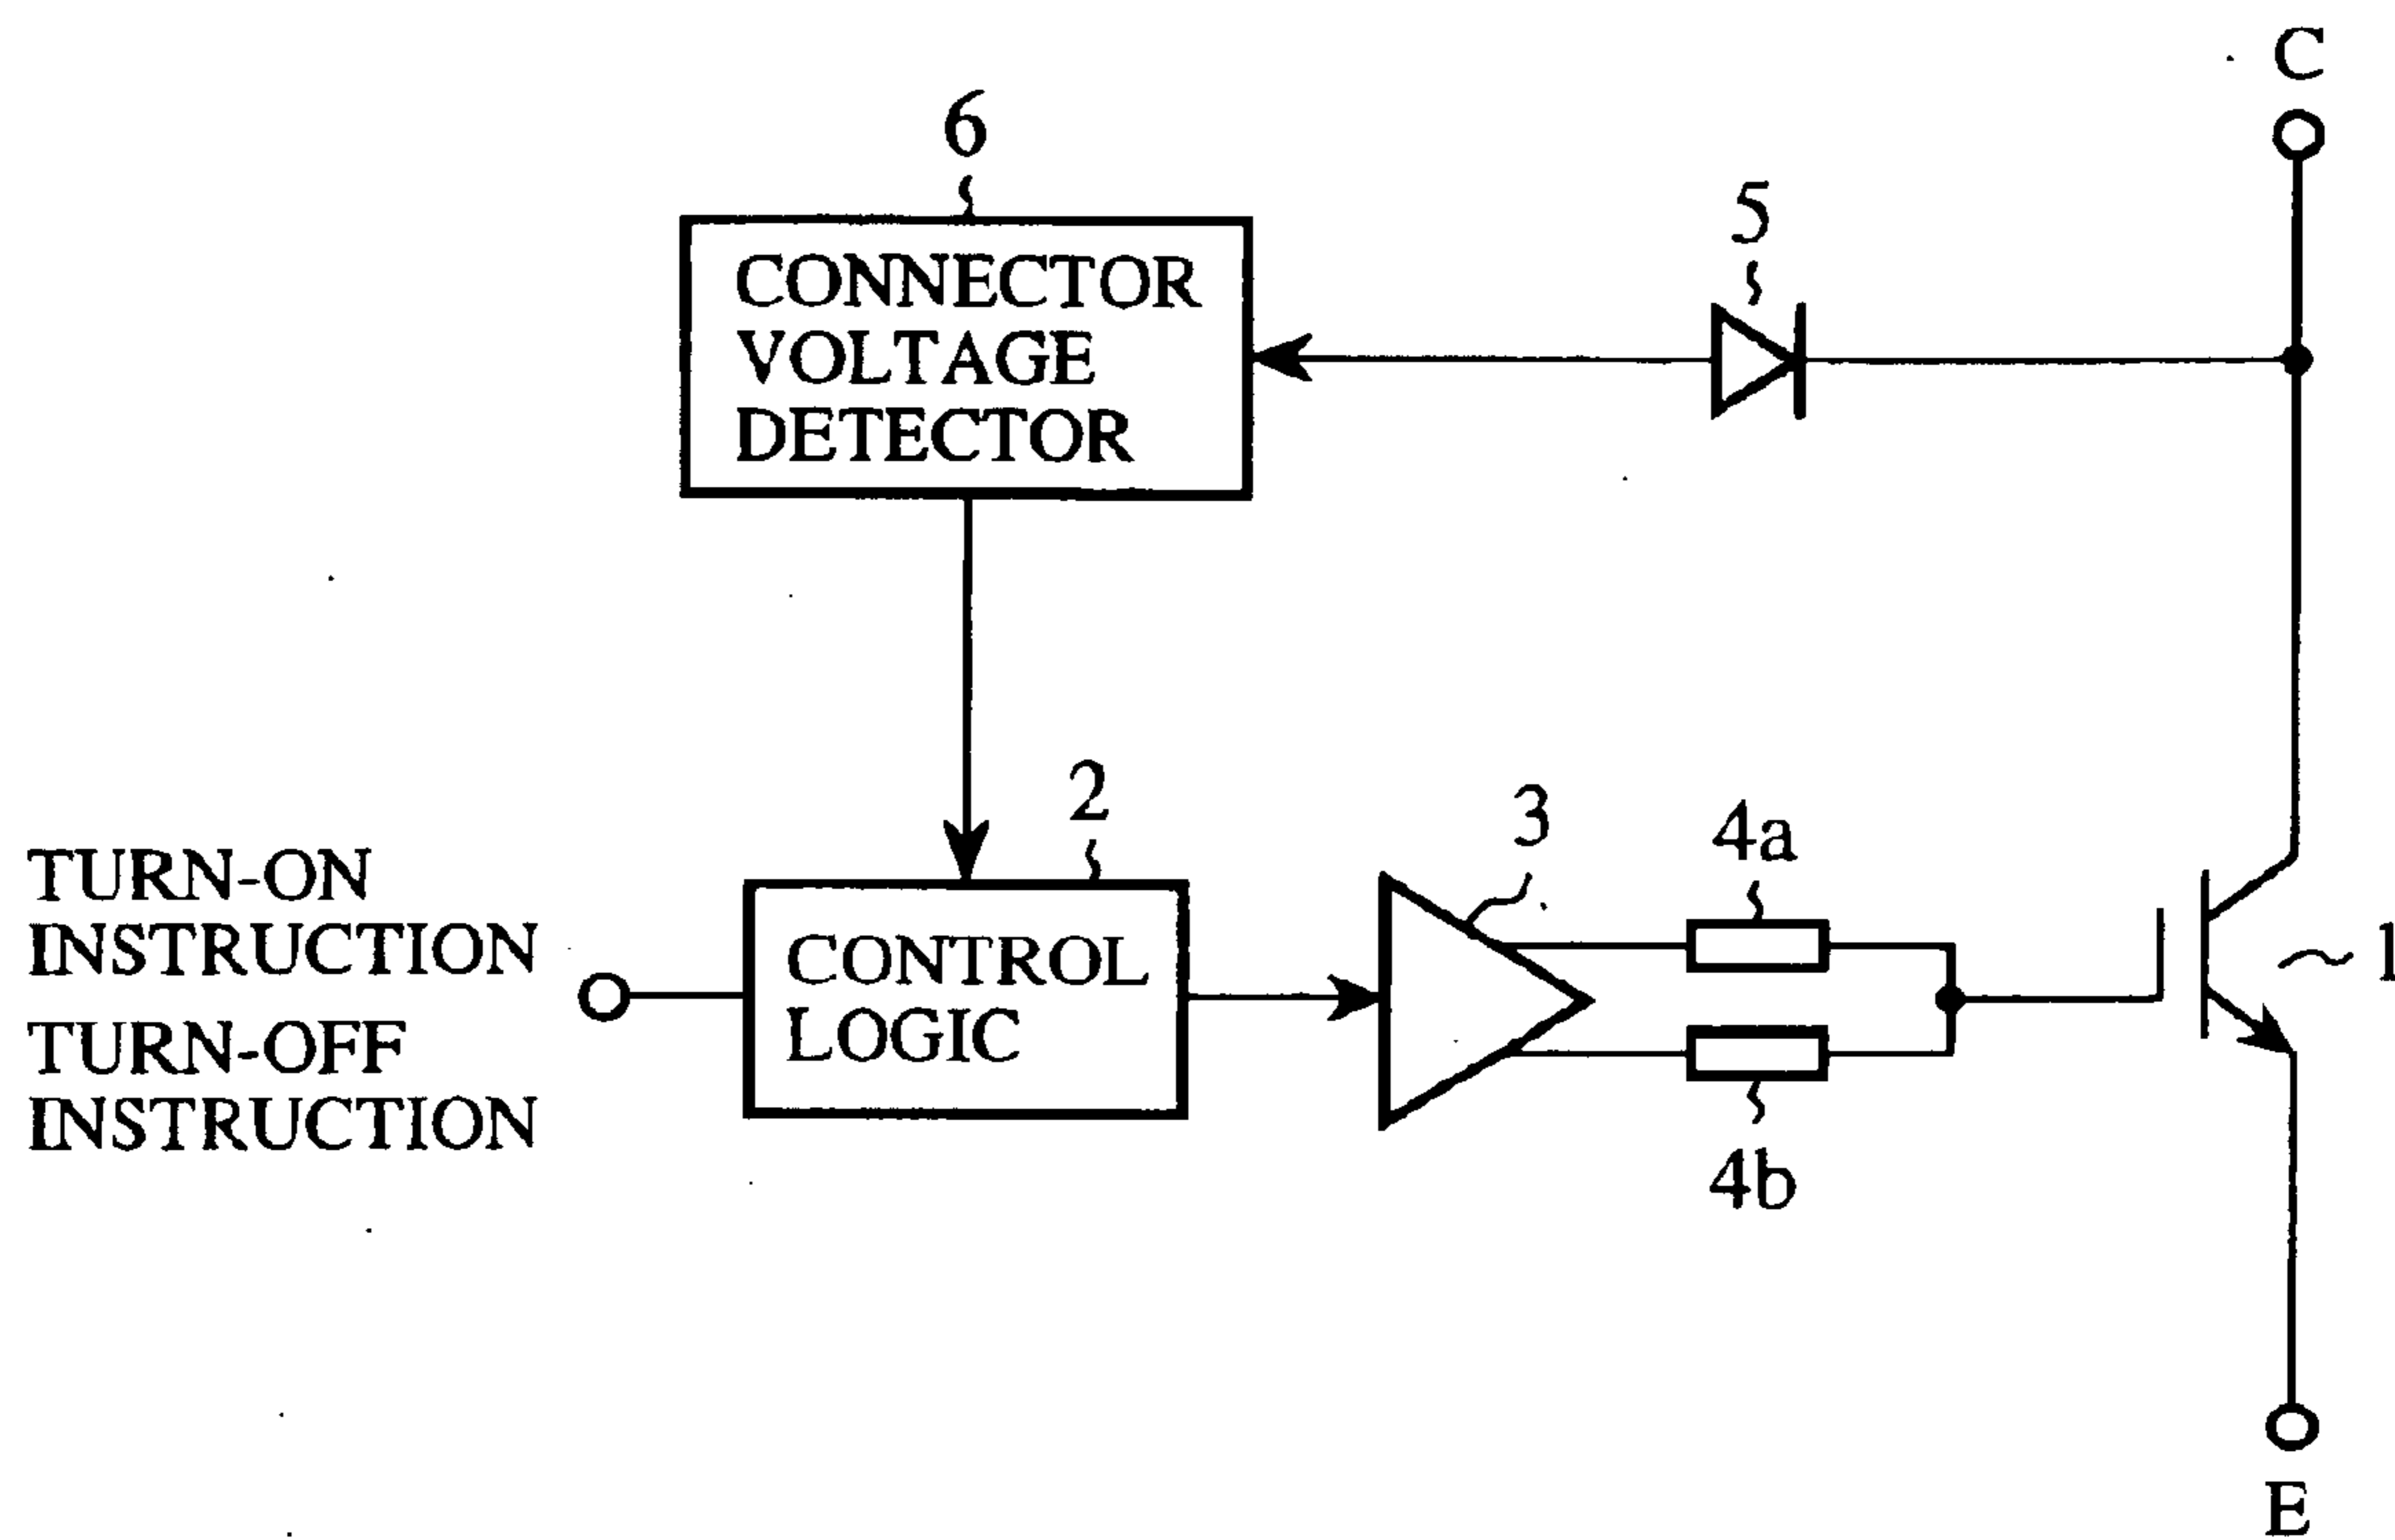 C
6
5
CONNECTOR
VOLTAGE
DETECTOR
2
3
4a
TURN-ON
INSTRUCTION
TURN-OFF
INSTRUCTION
CONTROL
LOGIC
1
4b
E